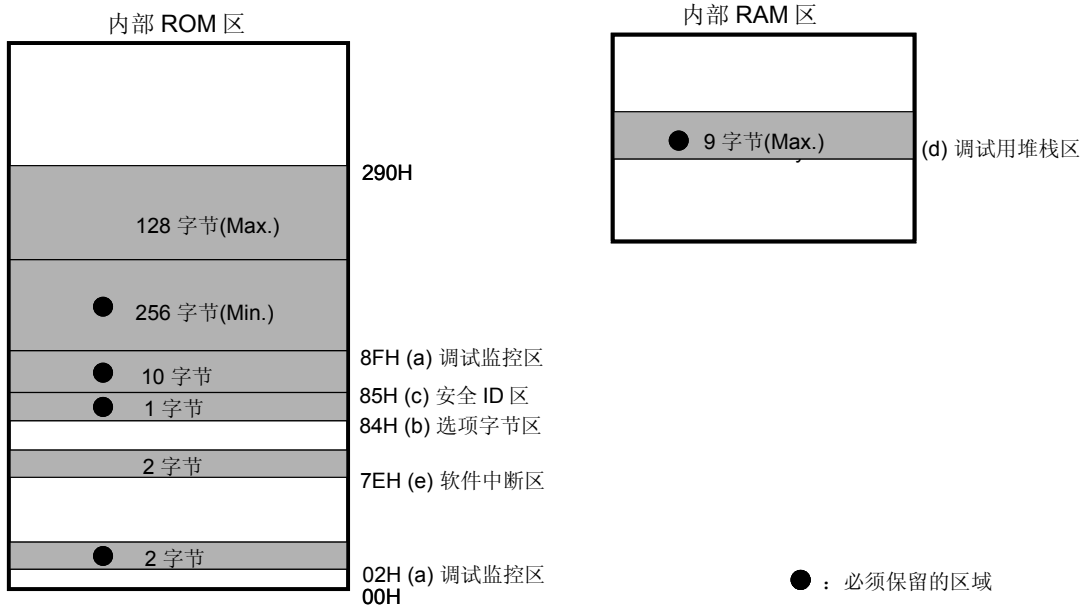 内部 ROM 区
290H
128 字节(Max.)
256 字节(Min.)
8FH (a) 调试监控区
10 字节
85H (c) 安全 ID 区
1 字节
84H (b) 选项字节区
2 字节
7EH (e) 软件中断区
2 字节
02H (a) 调试监控区
00H
内部 RAM 区
9 字节(Max.)
(d) 调试用堆栈区
● ：必须保留的区域